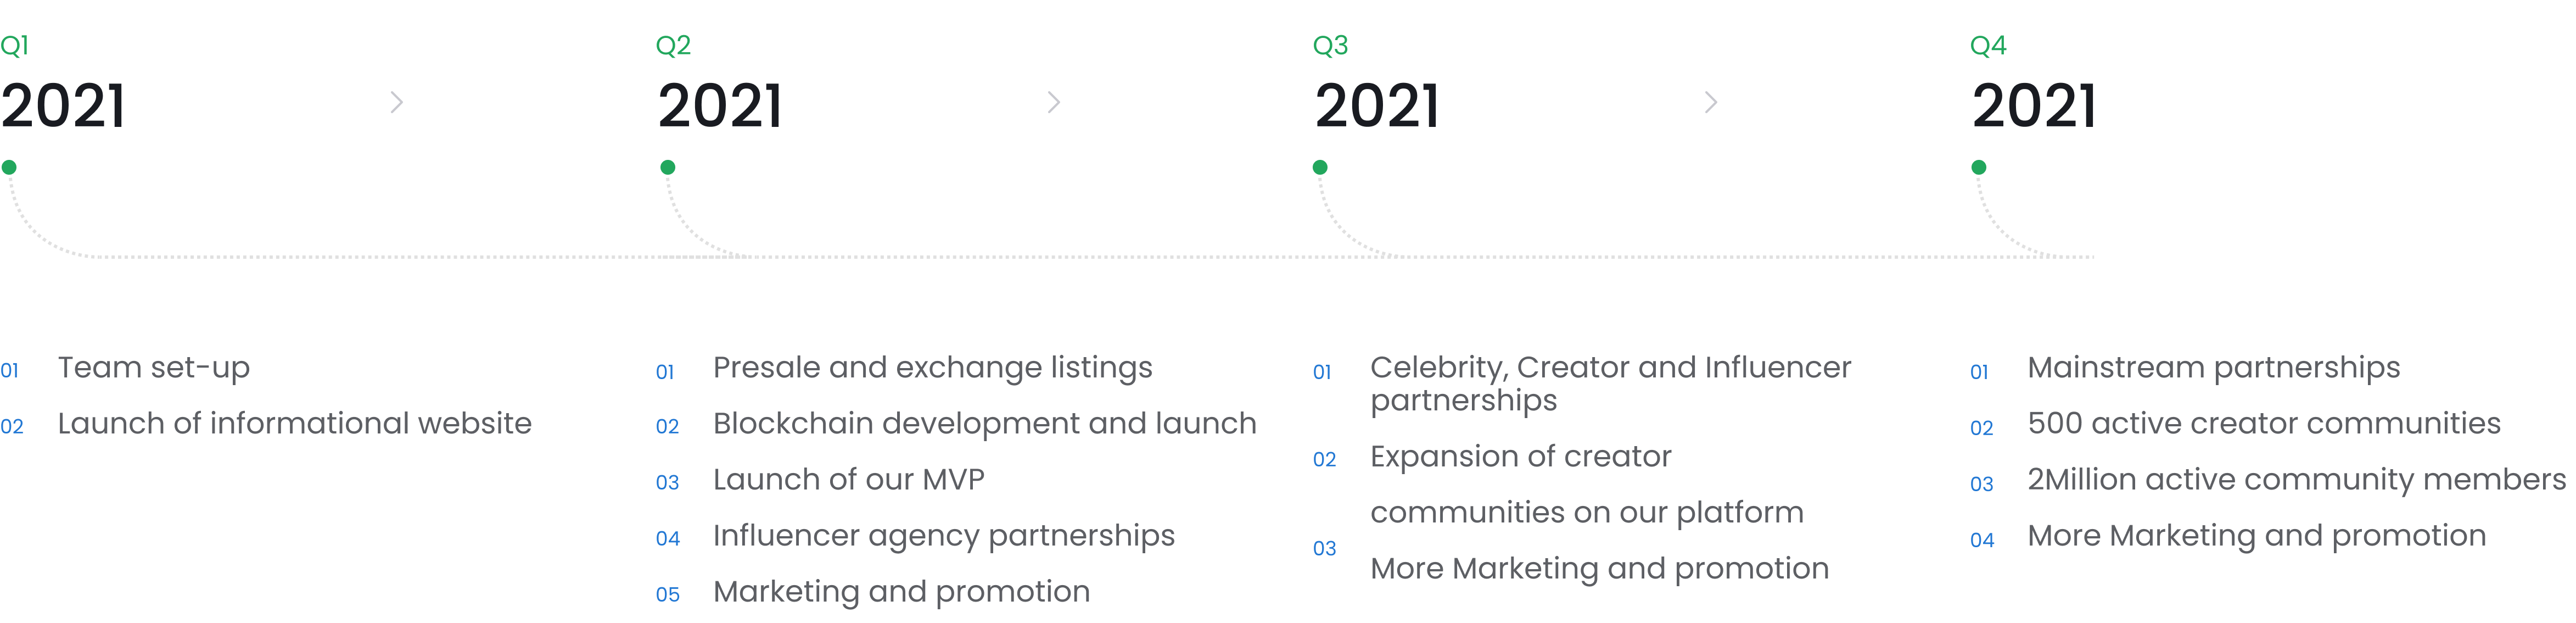 Q1
2021
01 Team set-up
02 Launch of informational website
Q2
2021
01 Presale and exchange listings
02 Blockchain development and launch
03 Launch of our MVP
04 Influencer agency partnerships
05 Marketing and promotion
Q3
2021
01 Celebrity, Creator and Influencer
partnerships
02 Expansion of creator
communities on our platform
03 More Marketing and promotion
Q4
2021
01 Mainstream partnerships
02 500 active creator communities
03 2Million active community members
04 More Marketing and promotion